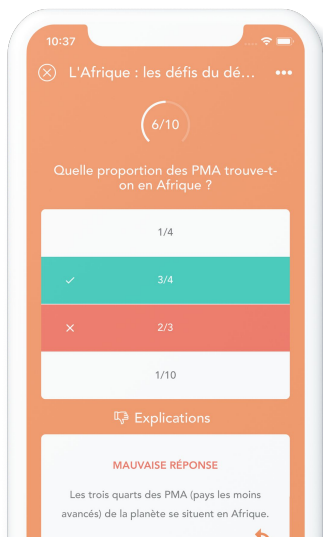 10:37
L'Afrique : les défis du dé...
6/10
Quelle proportion des PMA trouve-t-
on en Afrique ?
1/4
3/4
2/3
1/10
Explications
MAUVAISE RÉPONSE
Les trois quarts des PMA (pays les moins
avancés) de la planète se situent en Afrique.